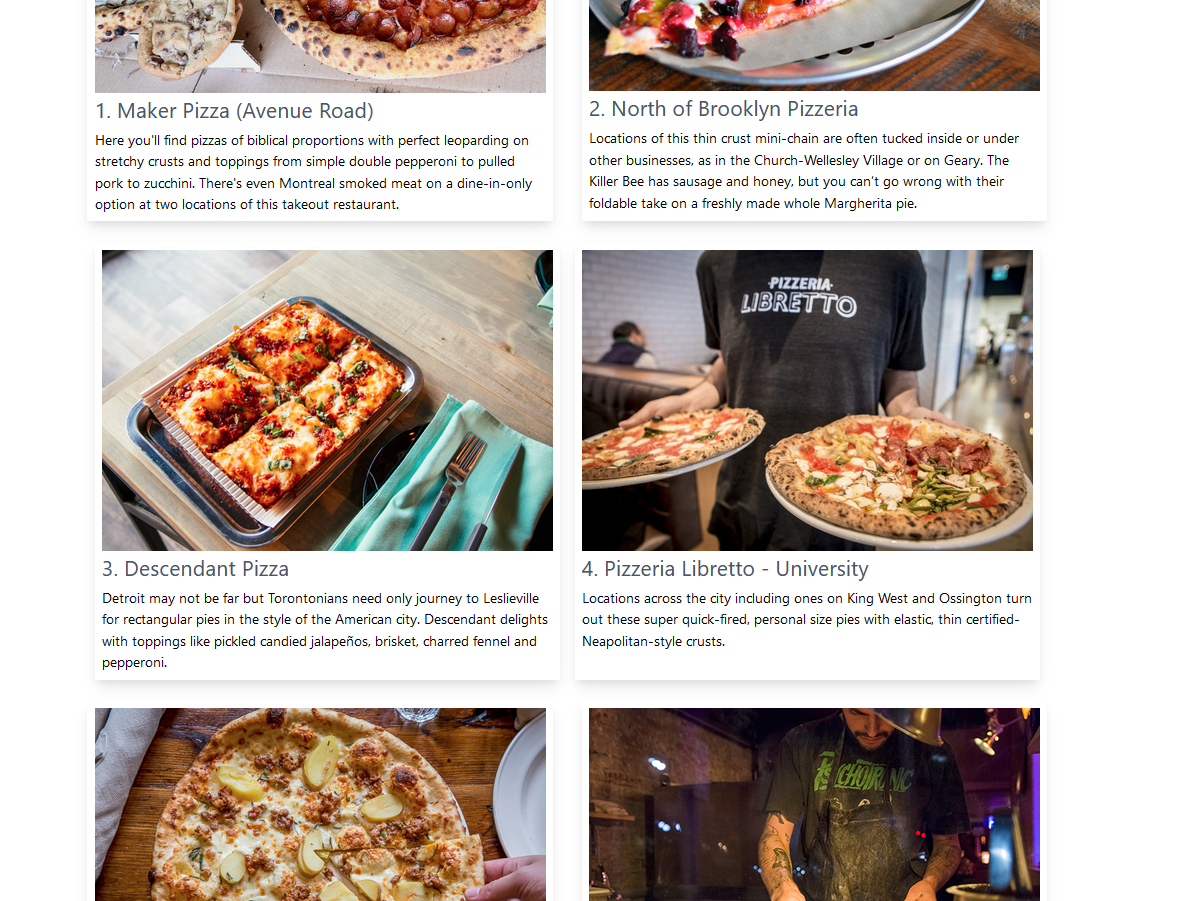 1. Maker Pizza (Avenue Road)
Here you'll find pizzas of biblical proportions with perfect leoparding on
stretchy crusts and toppings from simple double pepperoni to pulled
pork to zucchini. There's even Montreal smoked meat on a dine-in-only
option at two locations of this takeout restaurant.
2. North of Brooklyn Pizzeria
Locations of this thin crust mini-chain are often tucked inside or under
other businesses, as in the Church-Wellesley Village or on Geary. The
Killer Bee has sausage and honey, but you can't go wrong with their
foldable take on a freshly made whole Margherita pie.
PIZZERIA
LIBRETTO
3. Descendant Pizza
Detroit may not be far but Torontonians need only journey to Leslieville
for rectangular pies in the style of the American city. Descendant delights
with toppings like pickled candied jalapeños, brisket, charred fennel and
pepperoni.
4. Pizzeria Libretto - University
Locations across the city including ones on King West and Ossington turn
out these super quick-fired, personal size pies with elastic, thin certified-
Neapolitan-style crusts.